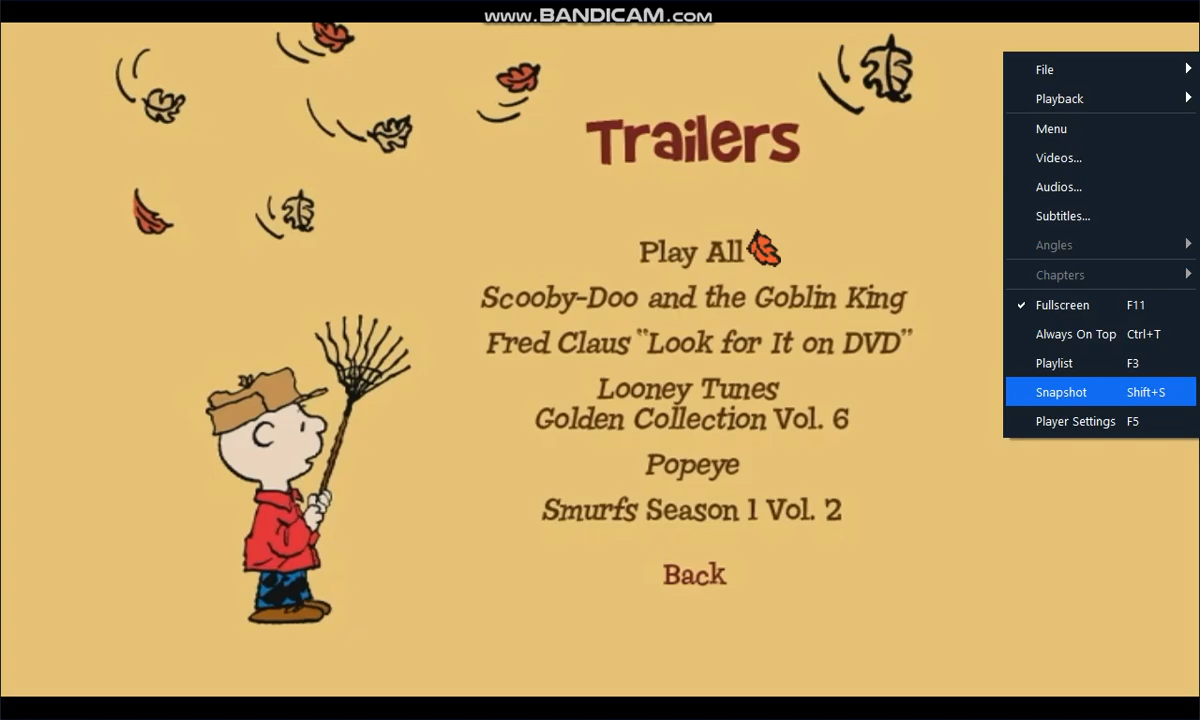 www.BANDICAM.com
Trailers
Play All
Scooby-Doo and the Goblin King
Fred Claus "Look for It on DVD"
Looney Tunes
Golden Collection Vol. 6
Popeye
Smurfs Season 1 Vol. 2
Back
File
Playback
Menu
Videos...
Audios...
Subtitles...
Angles
Chapters
Fullscreen F11
Always On Top Ctrl+T
Playlist F3
Snapshot Shift+S
Player Settings F5